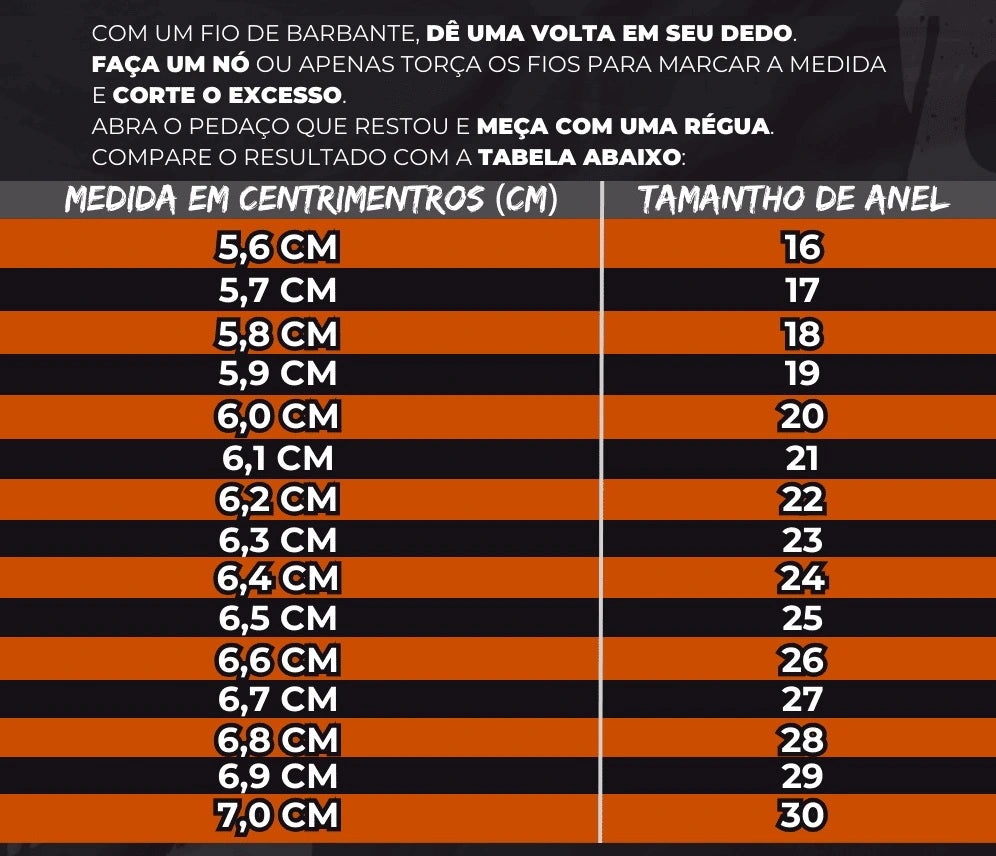 COM UM FIO DE BARBANTE, DÊ UMA VOLTA EM SEU DEDO.
FAÇA UM NÓ OU APENAS TORÇA OS FIOS PARA MARCAR A MEDIDA
E CORTE O EXCESSO.
ABRA O PEDAÇO QUE RESTOU E MEÇA COM UMA RÉGUA.
COMPARE O RESULTADO COM A TABELA ABAIXO:
MEDIDA EM CENTRIMENTROS (CM) TAMANTHO DE ANEL
5,6 CM 16
5,7 CM 17
5,8 CM 18
5,9 CM 19
6,0 CM 20
6,1 CM 21
6,2 CM 22
6,3 CM 23
6,4 CM 24
6,5 CM 25
6,6 CM 26
6,7 CM 27
6,8 CM 28
6,9 CM 29
7,0 CM 30